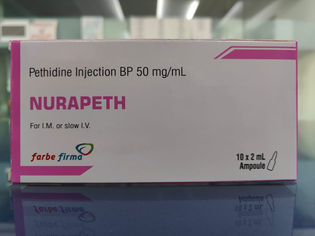 Pethidine Injection BP 50 mg/mL
NURAPETH
For I.M. or slow I.V.
farbe firma
10 x 2 mL
Ampoule